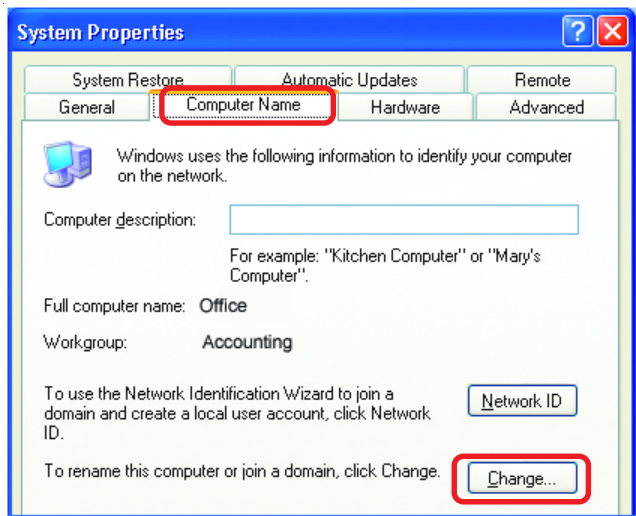 System Properties
System Restore Automatic Updates Remote
General Computer Name Hardware Advanced
Windows uses the following information to identify your computer
on the network.
Computer description:
For example: "Kitchen Computer" or "Mary's
Computer".
Full computer name: Office
Workgroup: Accounting
To use the Network Identification Wizard to join a
domain and create a local user account, click Network
ID.
Network ID
To rename this computer or join a domain, click Change.
Change...